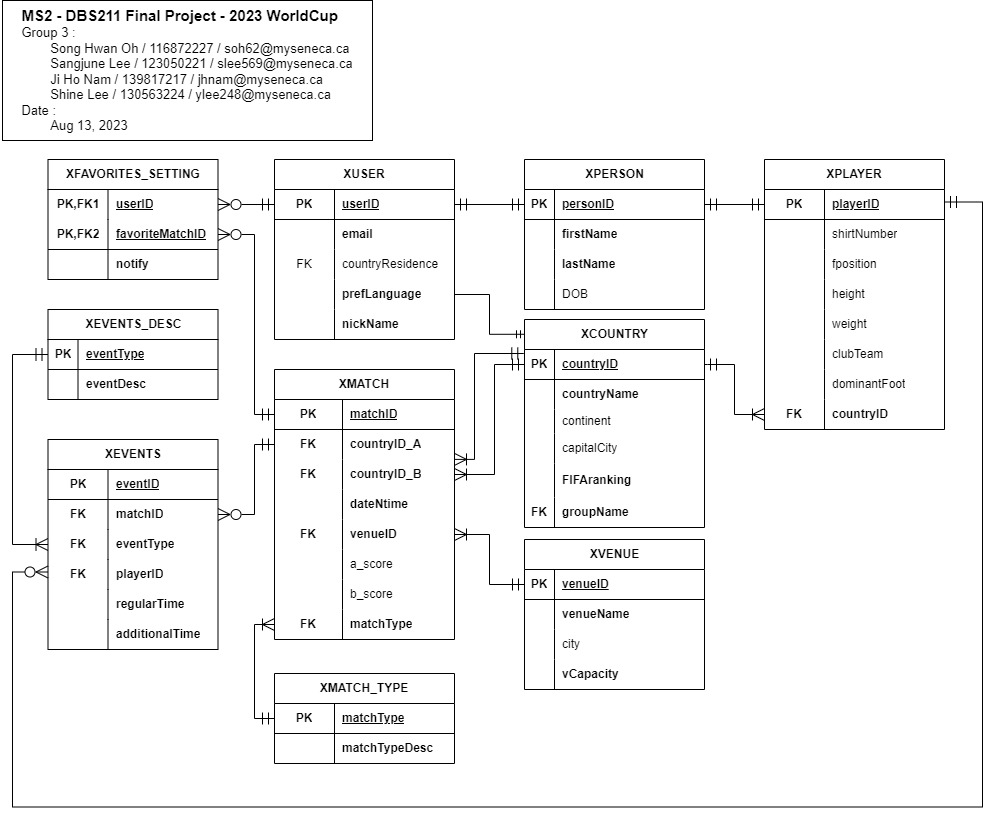 MS2 - DBS211 Final Project - 2023 WorldCup
Group 3 :
Song Hwan Oh / 116872227 / soh62@myseneca.ca
Sangjune Lee / 123050221 / slee569@myseneca.ca
Ji Ho Nam / 139817217 / jhnam@myseneca.ca
Shine Lee / 130563224 / ylee248@myseneca.ca
Date :
Aug 13, 2023
XFAVORITES_SETTING
PK,FK1 userID
PK,FK2 favoriteMatchID
notify
XUSER
PK userID
email
FK countryResidence
prefLanguage
nickName
XPERSON
PK personID
firstName
lastName
DOB
XPLAYER
PK playerID
shirtNumber
fposition
height
weight
clubTeam
dominantFoot
FK countryID
XEVENTS_DESC
PK eventType
eventDesc
XMATCH
PK matchID
FK countryID_A
FK countryID_B
dateNtime
FK venueID
a_score
b_score
FK matchType
XCOUNTRY
PK countryID
countryName
continent
capitalCity
FIFAranking
FK groupName
XEVENTS
PK eventID
FK matchID
FK eventType
FK playerID
regularTime
additionalTime
XVENUE
PK venueID
venueName
city
vCapacity
XMATCH_TYPE
PK matchType
matchTypeDesc